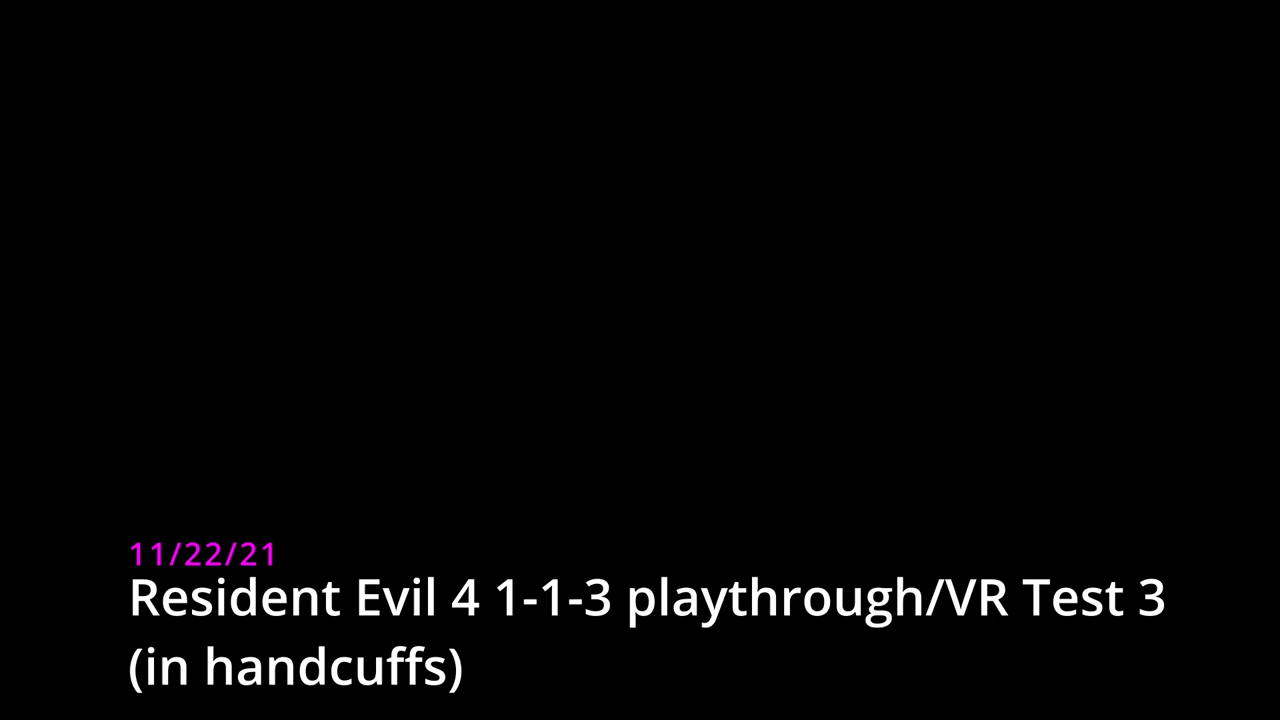 11/22/21
Resident Evil 4 1-1-3 playthrough/VR Test 3
(in handcuffs)